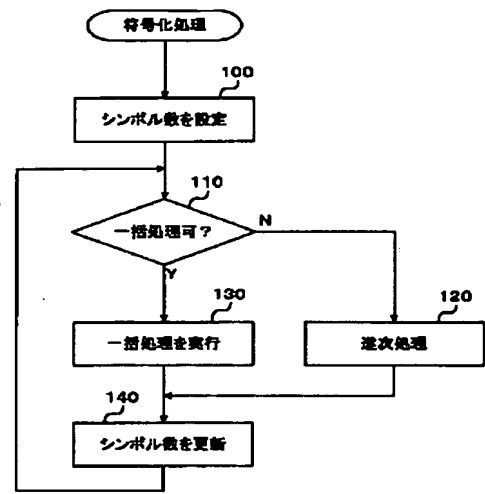 符号化処理
100
シンボル数を設定
110
一括処理可？
N
Y
130
一括処理を実行
120
逐次処理
140
シンボル数を更新